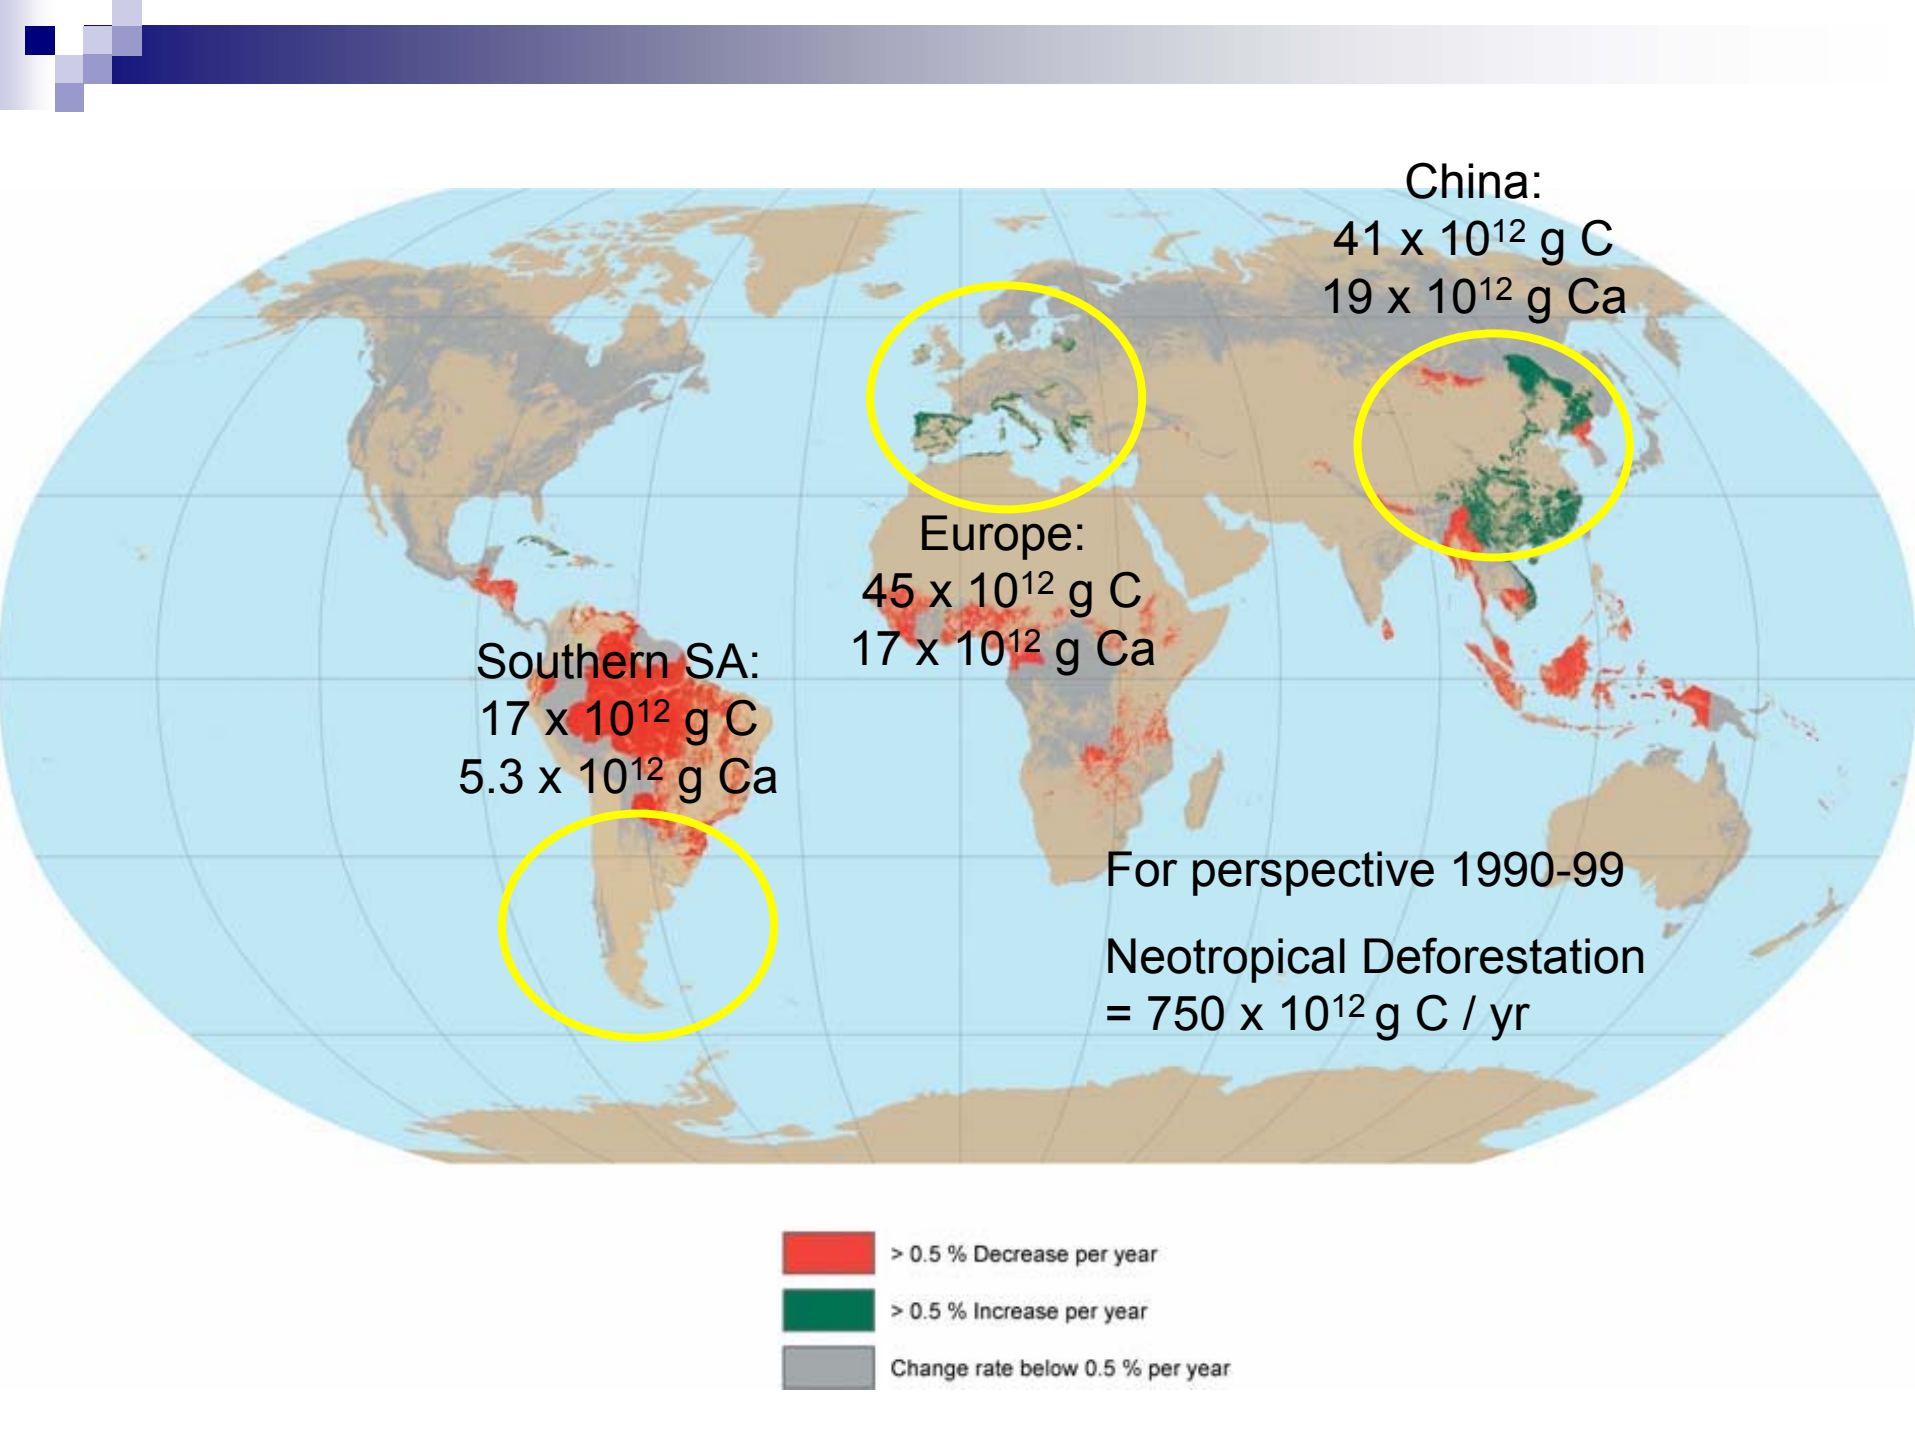 China:
41 x 10¹² g C
19 x 10¹² g Ca
Europe:
45 x 10¹² g C
17 x 10¹² g Ca
Southern SA:
17 x 10¹² g C
5.3 x 10¹² g Ca
For perspective 1990-99
Neotropical Deforestation
= 750 x 10¹² g C / yr
> 0.5 % Decrease per year
> 0.5 % Increase per year
Change rate below 0.5 % per year